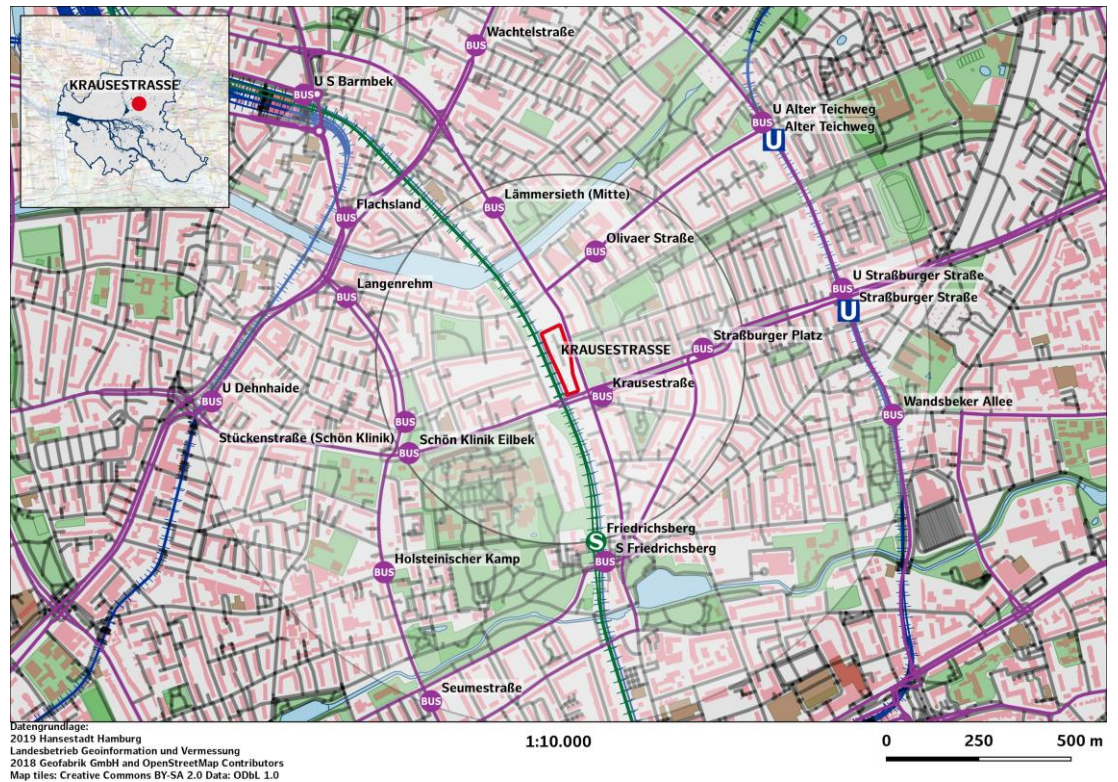 Wachtelstraße
BUS
KRAUSESTRASSE
U S Barmbek
BUS
U Alter Teichweg
BUS
Alter Teichweg
U
Lämmersieth (Mitte)
BUS
Flachsland
BUS
Olivaer Straße
BUS
U Straßburger Straße
BUS
Straßburger Straße
U
Langenrehm
BUS
Straßburger Platz
BUS
KRAUSESTRASSE
Krausestraße
BUS
U Dehnhaide
BUS
Wandsbeker Allee
BUS
BUS
Stückenstraße (Schön Klinik)
Schön Klinik Eilbek
BUS
Friedrichsberg
S
S Friedrichsberg
BUS
Holsteinischer Kamp
BUS
Seumestraße
BUS
Datengrundlage:
2019 Hansestadt Hamburg
Landesbetrieb Geoinformation und Vermessung
2018 Geofabrik GmbH and OpenStreetMap Contributors
Map tiles: Creative Commons BY-SA 2.0 Data: ODbL 1.0
1:10.000
0 250 500 m